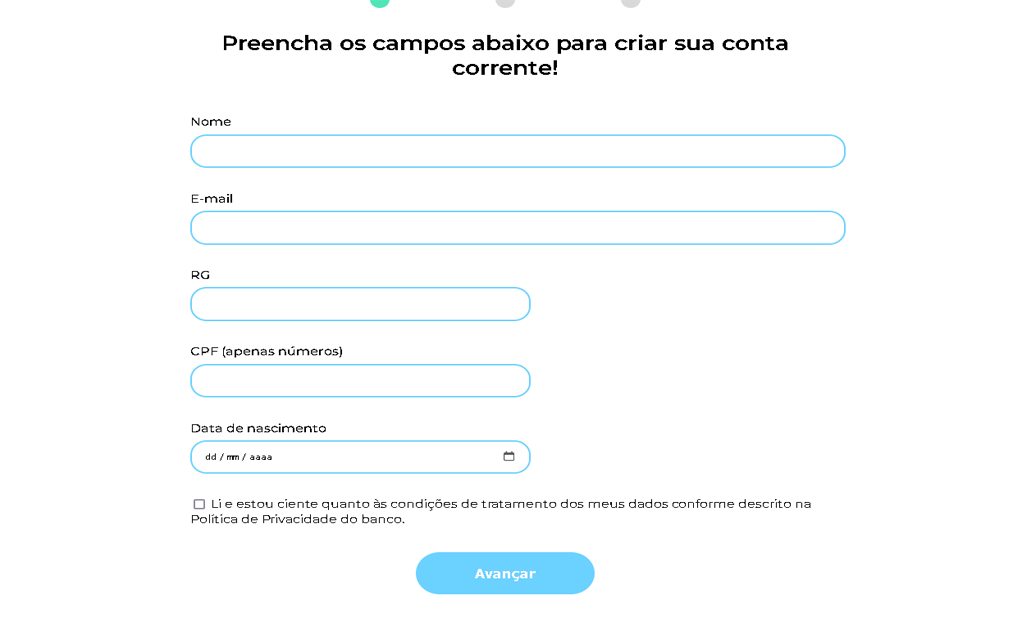 Preencha os campos abaixo para criar sua conta
corrente!
Nome
E-mail
RG
CPF (apenas números)
Data de nascimento
dd / mm / aaaa
Li e estou ciente quanto às condições de tratamento dos meus dados conforme descrito na
Política de Privacidade do banco.
Avançar